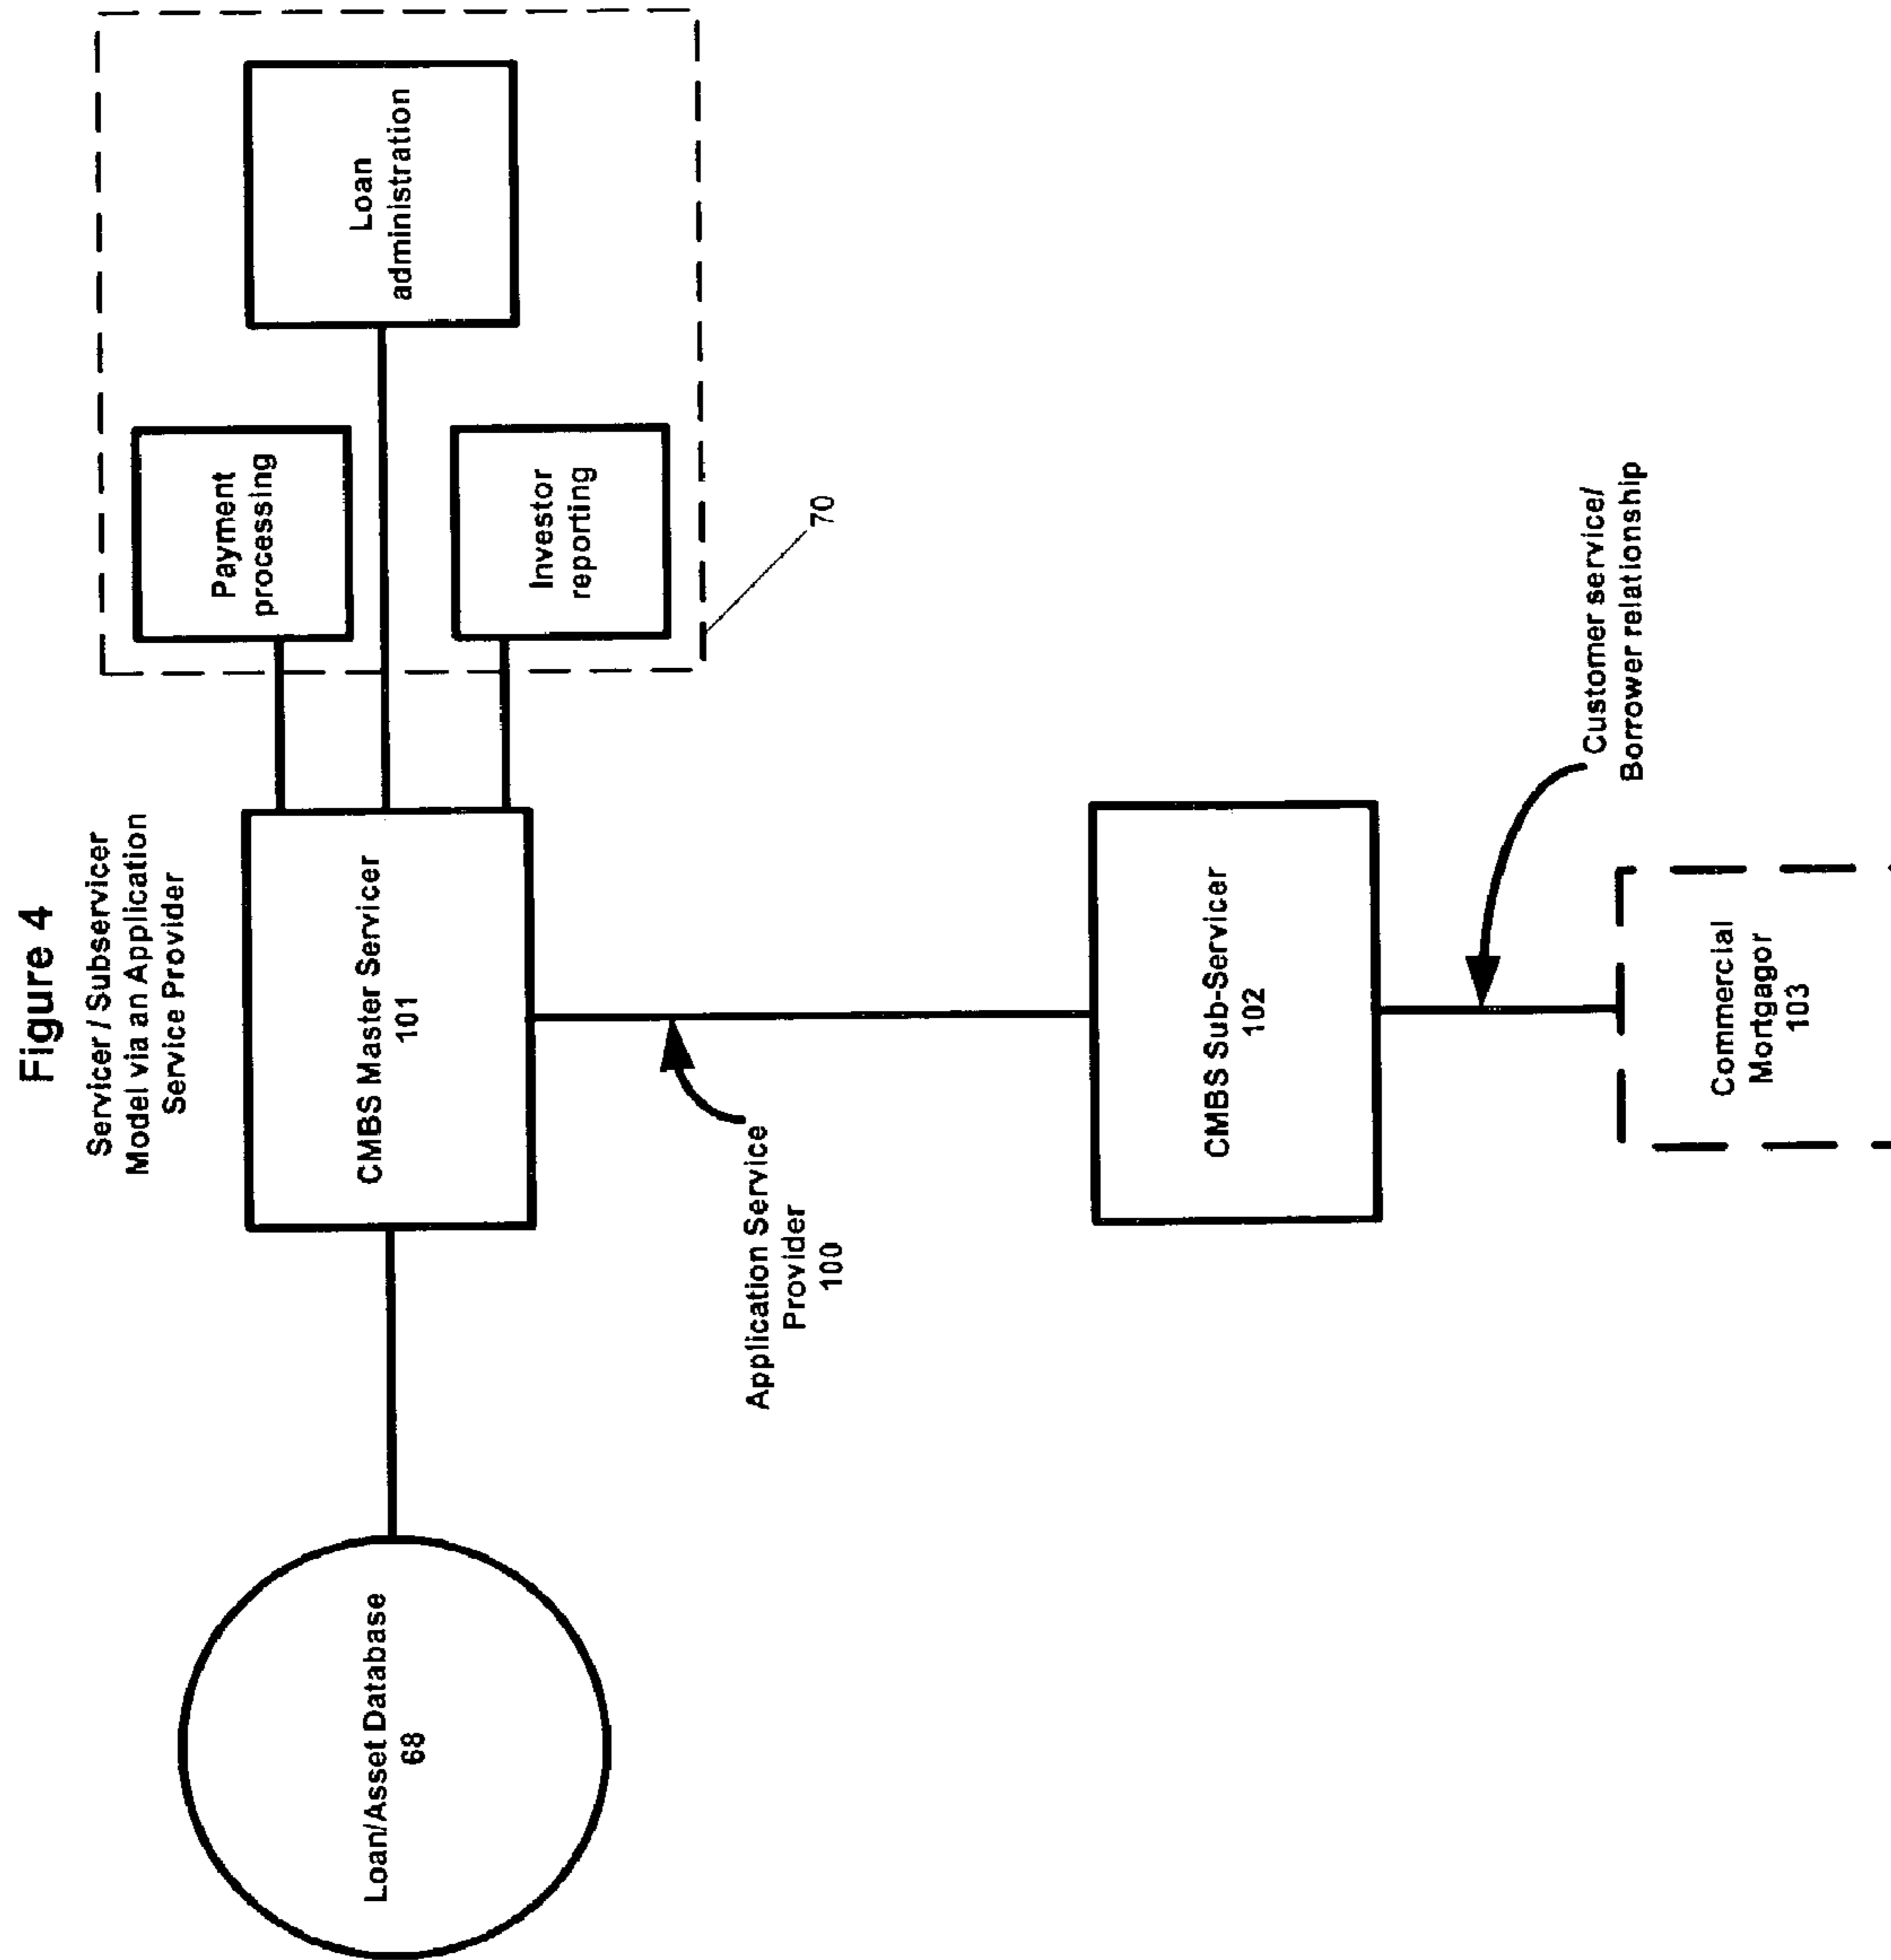 Figure 4
Servicer / Subservicer
Model via an Application
Service Provider
Loan/Asset Database
68
CMBS Master Servicer
101
Payment
processing
Loan
administration
Investor
reporting
70
Application Service
Provider
100
CMBS Sub-Servicer
102
Customer service/
Borrower relationship
Commercial
Mortgagor
103